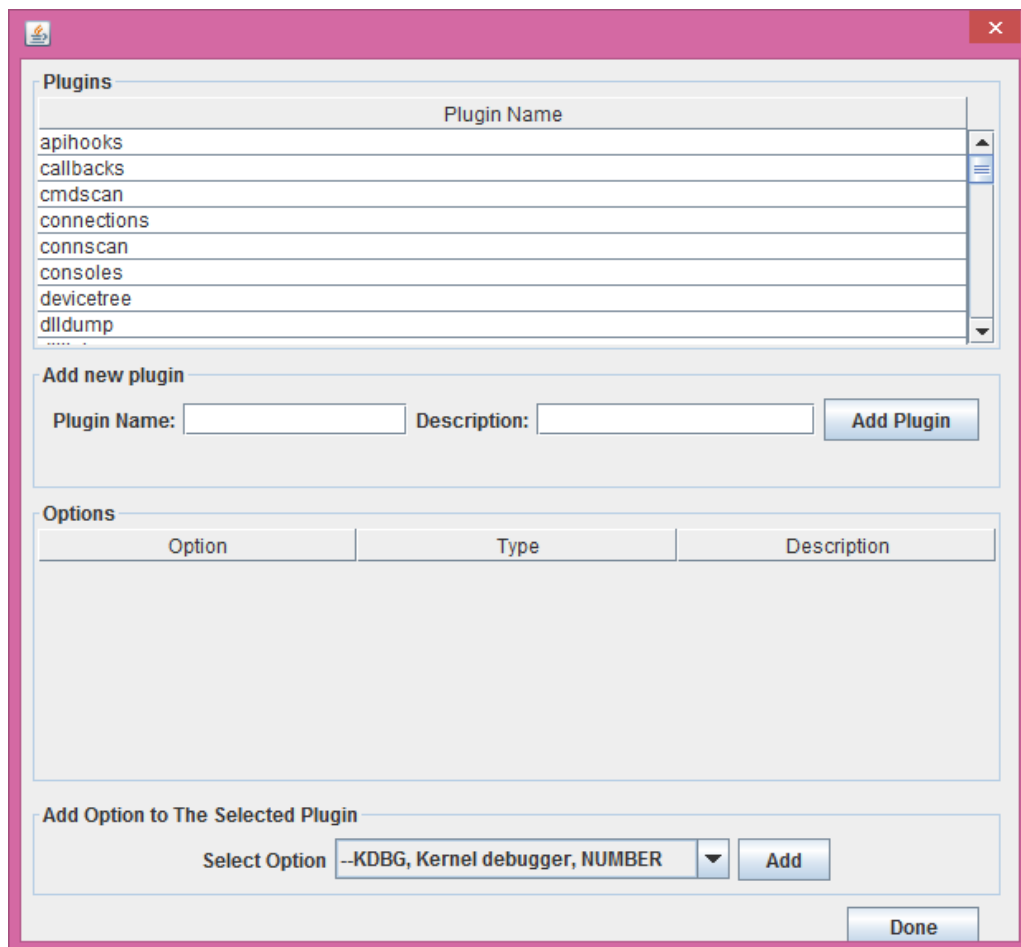 Plugins
Plugin Name
apihooks
callbacks
cmdscan
connections
connscan
consoles
devicetree
dlldump
Add new plugin
Plugin Name: Description: Add Plugin
Options
Option Type Description
Add Option to The Selected Plugin
Select Option --KDBG, Kernel debugger, NUMBER Add
Done